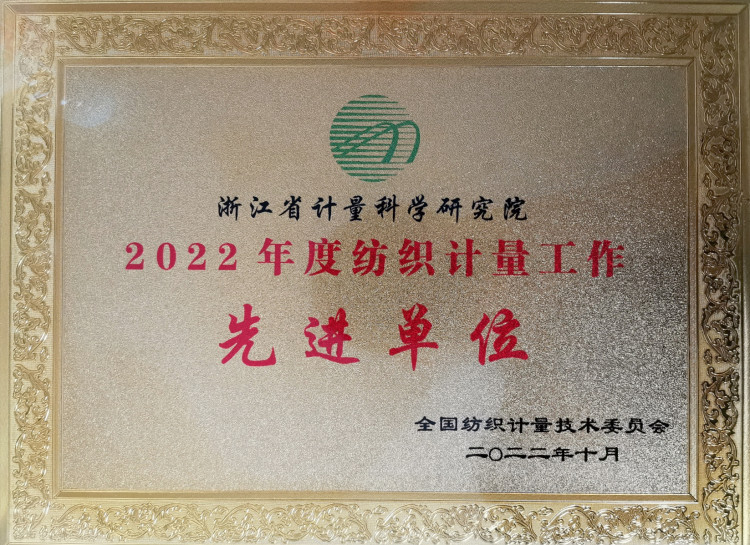 浙江省计量科学研究院
2022年度纺织计量工作
先进单位
全国纺织计量技术委员会
二〇二二年十月